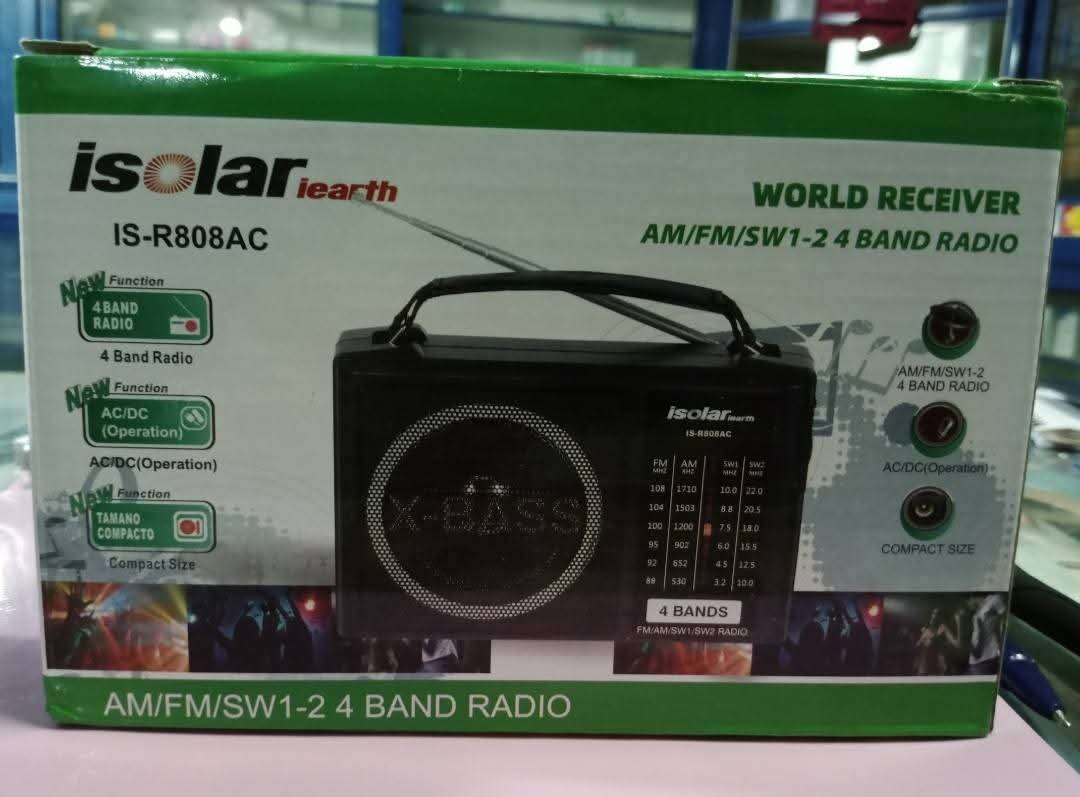 isolar iearth
IS-R808AC
WORLD RECEIVER
AM/FM/SW1-2 4 BAND RADIO
New Function
4 BAND
RADIO
4 Band Radio
New Function
AC/DC
(Operation)
AC/DC(Operation)
New Function
TAMANO
COMPACTO
Compact Size
isolar iearth
IS-R808AC
FM AM SW1 SW2
MHZ RHZ MHZ MHZ
108 1710 10.0 22.0
104 1503 8.8 20.5
100 1200 7.5 18.0
95 902 6.0 15.5
92 652 4.5 12.5
88 530 3.2 10.0
4 BANDS
FM/AM/SW1/SW2 RADIO
X-BASS
AM/FM/SW1-2
4 BAND RADIO
AC/DC(Operation)
COMPACT SIZE
AM/FM/SW1-2 4 BAND RADIO